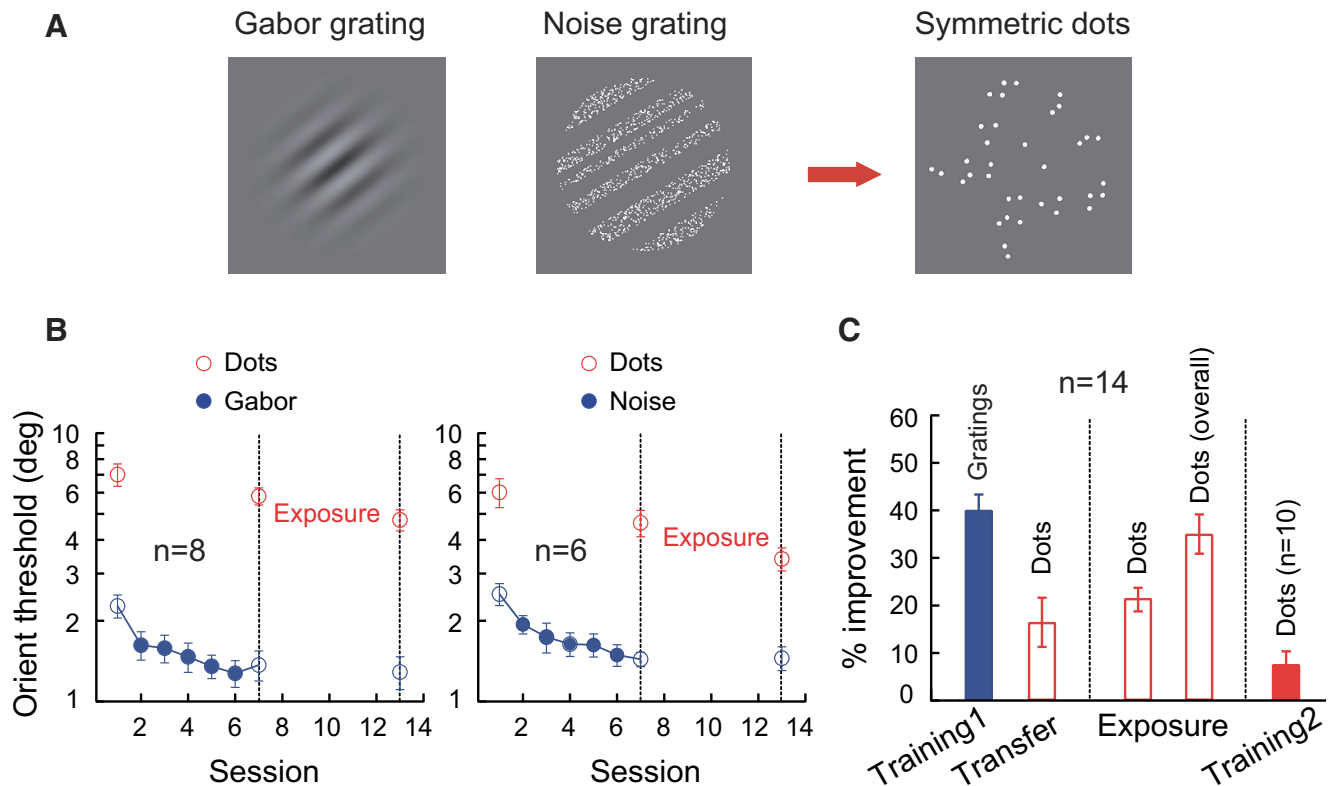 A
Gabor grating
Noise grating
Symmetric dots
B
Dots
Gabor
Orient threshold (deg)
10
8
7
6
4
3
2
1
n=8
Exposure
2 4 6 8 10 12 14
Session
Dots
Noise
10
8
7
6
4
3
2
1
n=6
Exposure
2 4 6 8 10 12 14
Session
C
n=14
% improvement
60
50
40
30
20
10
0
Gratings
Dots
Dots
Dots (overall)
Dots (n=10)
Training1
Transfer
Exposure
Training2